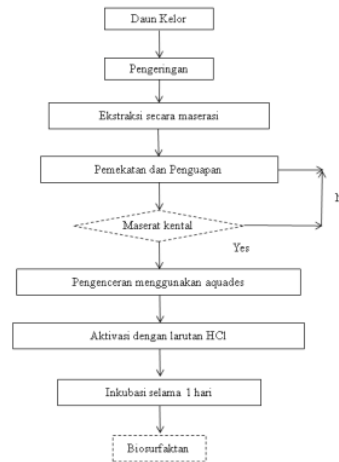 Daun Kelor
Pengeringan
Ekstraksi secara maserasi
Pemekatan dan Penguapan
Maserat kental
Yes
Pengenceran menggunakan aquades
Aktivasi dengan larutan HCl
Inkubasi selama 1 hari
Biosurfaktan